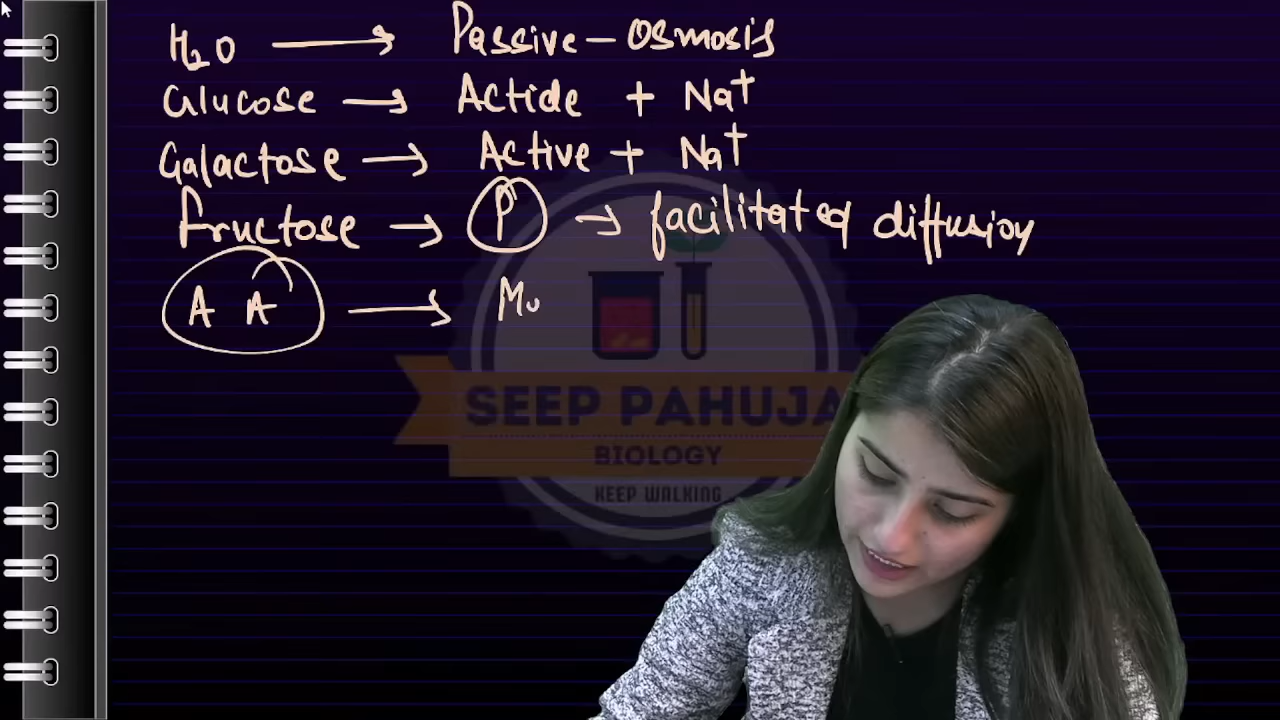 H₂O → Passive – Osmosis
Glucose → Actide + Na⁺
Galactose → Active + Na⁺
fructose → P → facilitated diffusion
A A → Mu
SEEP PAHUJA
BIOLOGY
KEEP WALKING